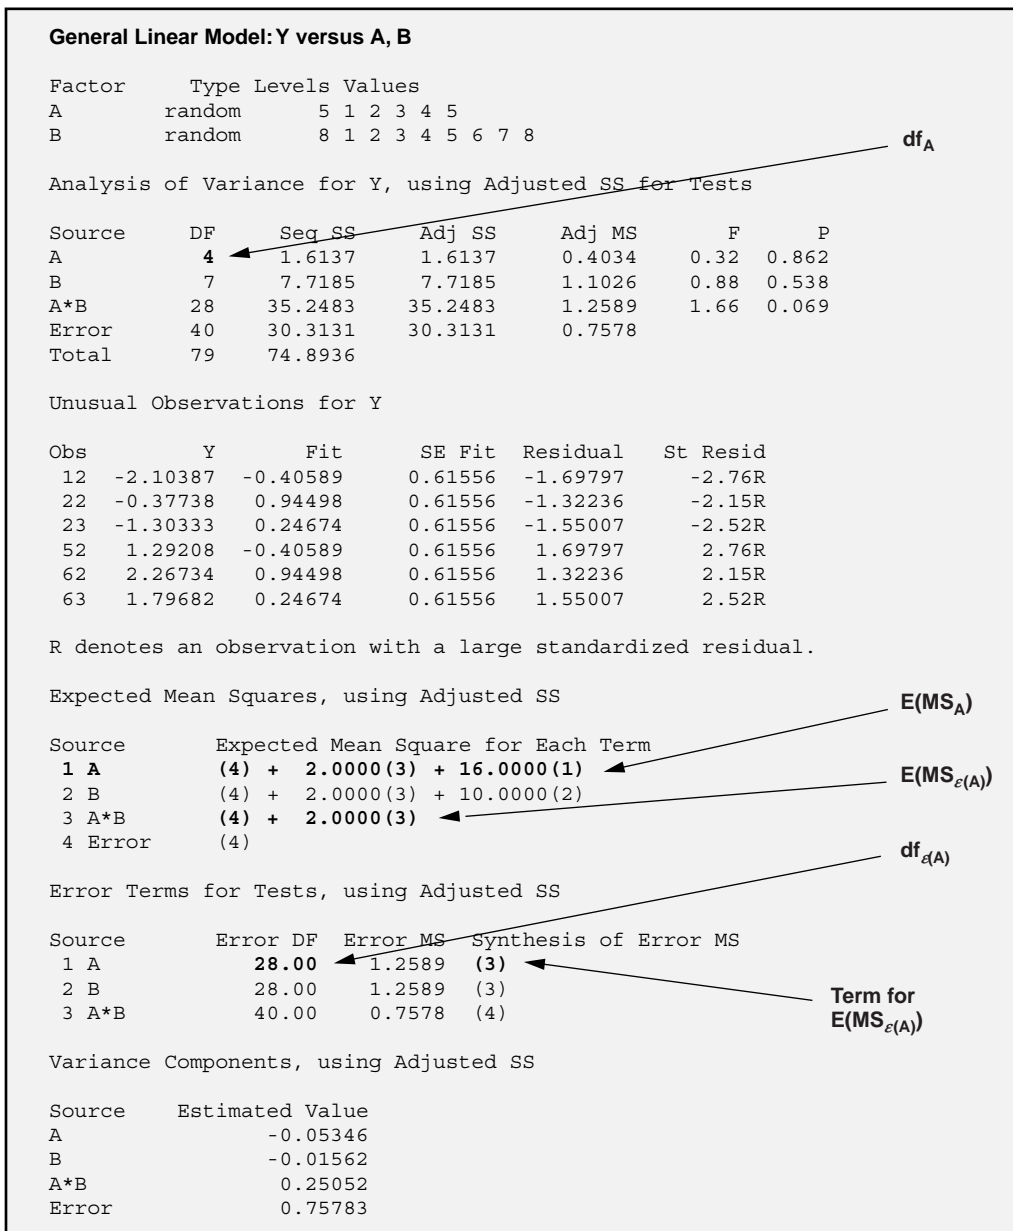 General Linear Model: Y versus A, B
Factor Type Levels Values
A random 5 1 2 3 4 5
B random 8 1 2 3 4 5 6 7 8
df_A
Analysis of Variance for Y, using Adjusted SS for Tests
Source DF Seq SS Adj SS Adj MS F P
A 4 1.6137 1.6137 0.4034 0.32 0.862
B 7 7.7185 7.7185 1.1026 0.88 0.538
A*B 28 35.2483 35.2483 1.2589 1.66 0.069
Error 40 30.3131 30.3131 0.7578
Total 79 74.8936
Unusual Observations for Y
Obs Y Fit SE Fit Residual St Resid
12 -2.10387 -0.40589 0.61556 -1.69797 -2.76R
22 -0.37738 0.94498 0.61556 -1.32236 -2.15R
23 -1.30333 0.24674 0.61556 -1.55007 -2.52R
52 1.29208 -0.40589 0.61556 1.69797 2.76R
62 2.26734 0.94498 0.61556 1.32236 2.15R
63 1.79682 0.24674 0.61556 1.55007 2.52R
R denotes an observation with a large standardized residual.
Expected Mean Squares, using Adjusted SS
E(MS_A)
Source Expected Mean Square for Each Term
1 A (4) + 2.0000(3) + 16.0000(1)
2 B (4) + 2.0000(3) + 10.0000(2)
E(MS_ε(A))
3 A*B (4) + 2.0000(3)
4 Error (4)
df_ε(A)
Error Terms for Tests, using Adjusted SS
Source Error DF Error MS Synthesis of Error MS
1 A 28.00 1.2589 (3)
2 B 28.00 1.2589 (3)
3 A*B 40.00 0.7578 (4)
Term for
E(MS_ε(A))
Variance Components, using Adjusted SS
Source Estimated Value
A -0.05346
B -0.01562
A*B 0.25052
Error 0.75783